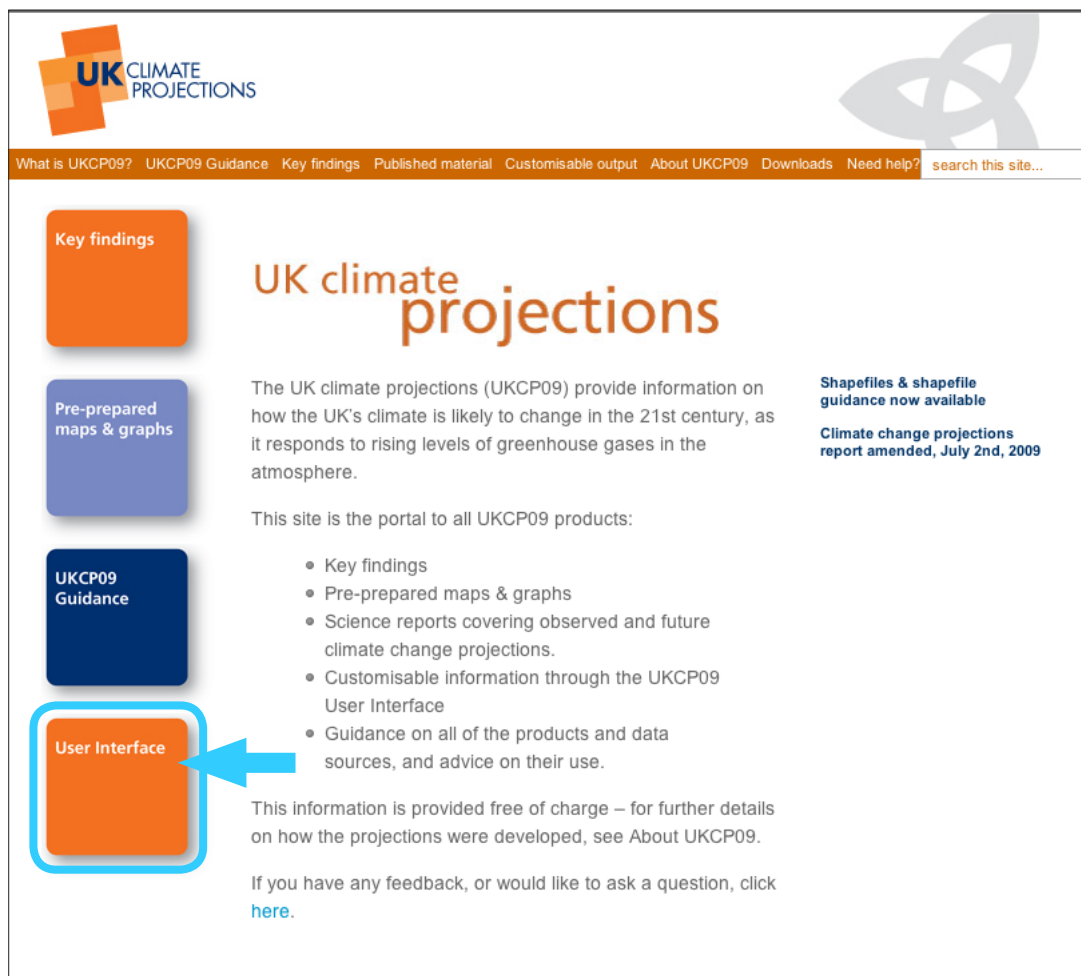 UK CLIMATE
PROJECTIONS
What is UKCP09? UKCP09 Guidance Key findings Published material Customisable output About UKCP09 Downloads Need help? search this site...
Key findings
Pre-prepared
maps & graphs
UKCP09
Guidance
User Interface
UK climate
projections
The UK climate projections (UKCP09) provide information on
how the UK's climate is likely to change in the 21st century, as
it responds to rising levels of greenhouse gases in the
atmosphere.
This site is the portal to all UKCP09 products:
Key findings
Pre-prepared maps & graphs
Science reports covering observed and future
climate change projections.
Customisable information through the UKCP09
User Interface
Guidance on all of the products and data
sources, and advice on their use.
This information is provided free of charge – for further details
on how the projections were developed, see About UKCP09.
If you have any feedback, or would like to ask a question, click
here.
Shapefiles & shapefile
guidance now available
Climate change projections
report amended, July 2nd, 2009